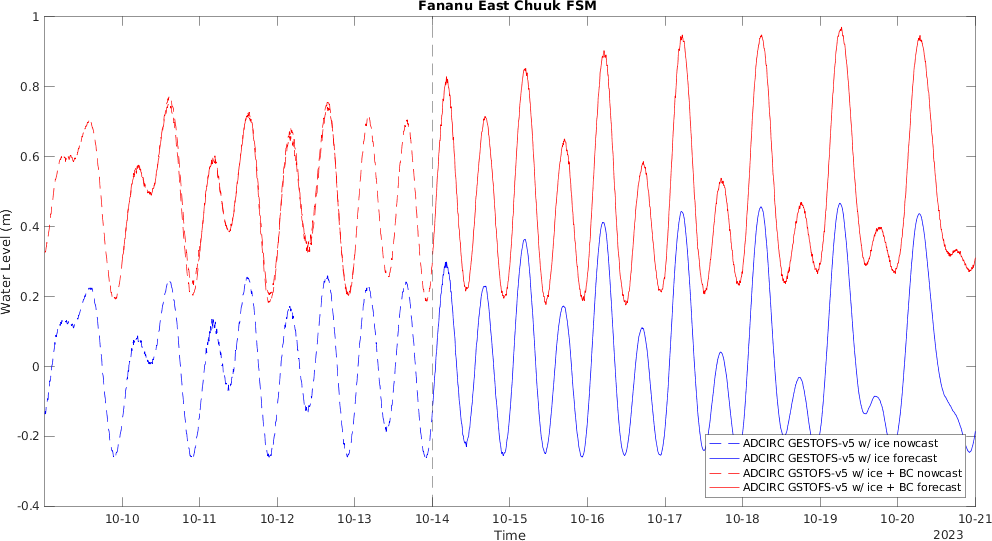 Fananu East Chuuk FSM
Water Level (m)
1
0.8
0.6
0.4
0.2
0
-0.2
-0.4
ADCIRC GESTOFS-v5 w/ ice nowcast
ADCIRC GESTOFS-v5 w/ ice forecast
ADCIRC GSTOFS-v5 w/ ice + BC nowcast
ADCIRC GSTOFS-v5 w/ ice + BC forecast
10-10 10-11 10-12 10-13 10-14 10-15 10-16 10-17 10-18 10-19 10-20 10-21
Time
2023